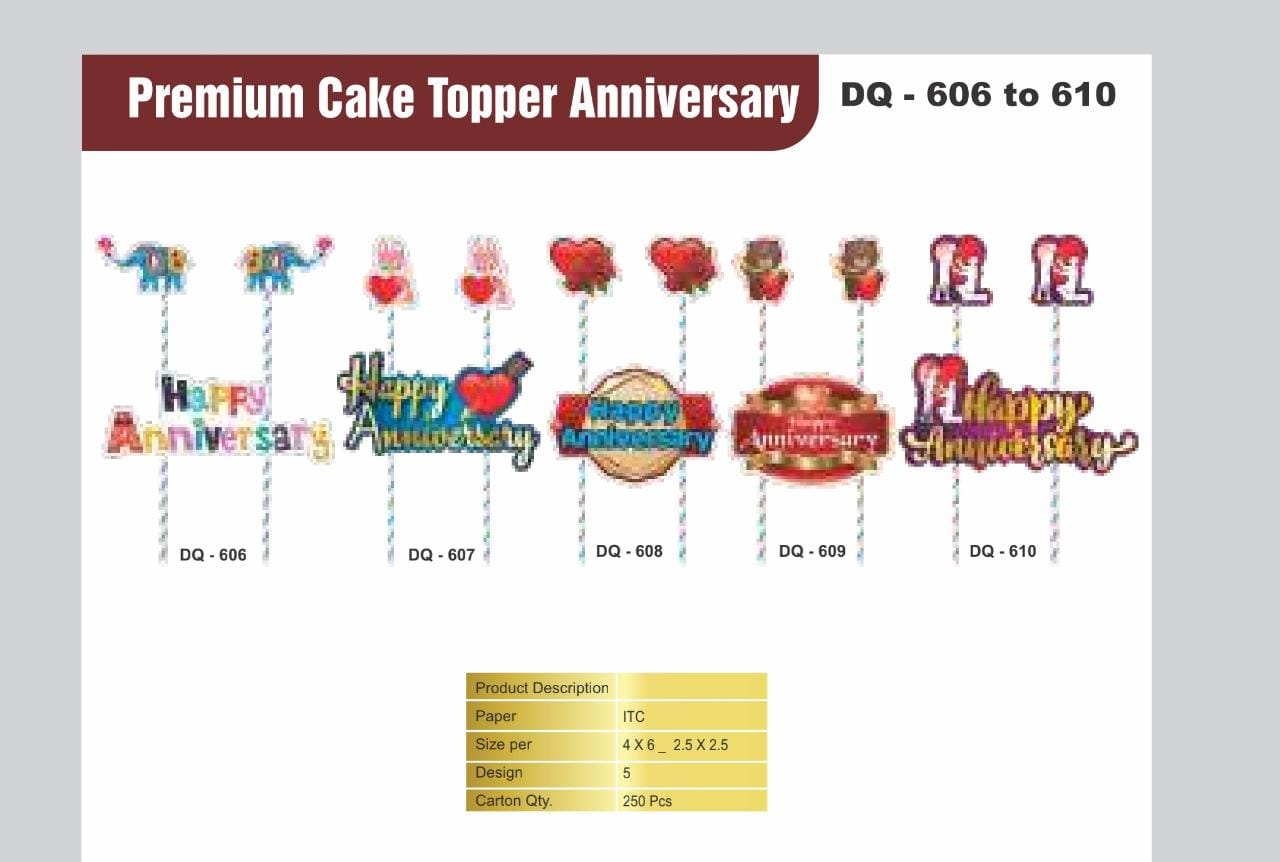 Premium Cake Topper Anniversary
DQ - 606 to 610
Happy
Anniversary
Happy
Anniversary
Happy
Anniversary
Happy
Anniversary
Happy
Anniversary
DQ - 606
DQ - 607
DQ - 608
DQ - 609
DQ - 610
Product Description
Paper ITC
Size per 4 X 6 _ 2.5 X 2.5
Design 5
Carton Qty. 250 Pcs